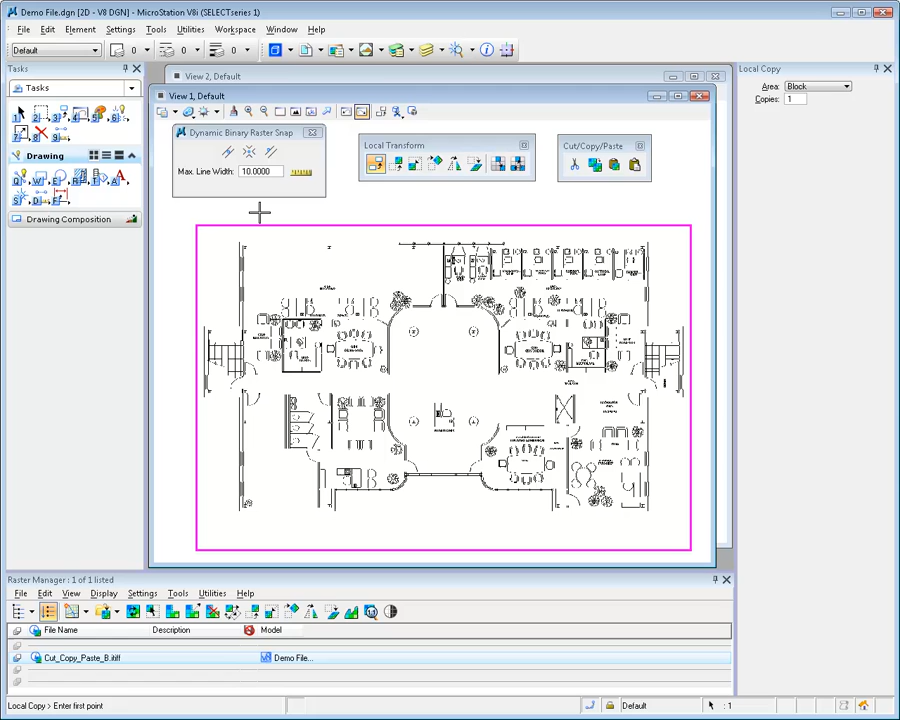 Demo File.dgn [2D - V8 DGN] - MicroStation V8i (SELECTseries 1)
File Edit Element Settings Tools Utilities Workspace Window Help
Default 0 0 0
Tasks
Tasks
Drawing
Drawing Composition
View 2, Default
View 1, Default
Dynamic Binary Raster Snap
Max. Line Width: 10.0000
Local Transform
Cut/Copy/Paste
Local Copy
Area: Block
Copies: 1
Raster Manager : 1 of 1 listed
File Edit View Display Settings Tools Utilities Help
File Name Description Model
Cut_Copy_Paste_B.itiff Demo File...
Local Copy > Enter first point
Default : 1